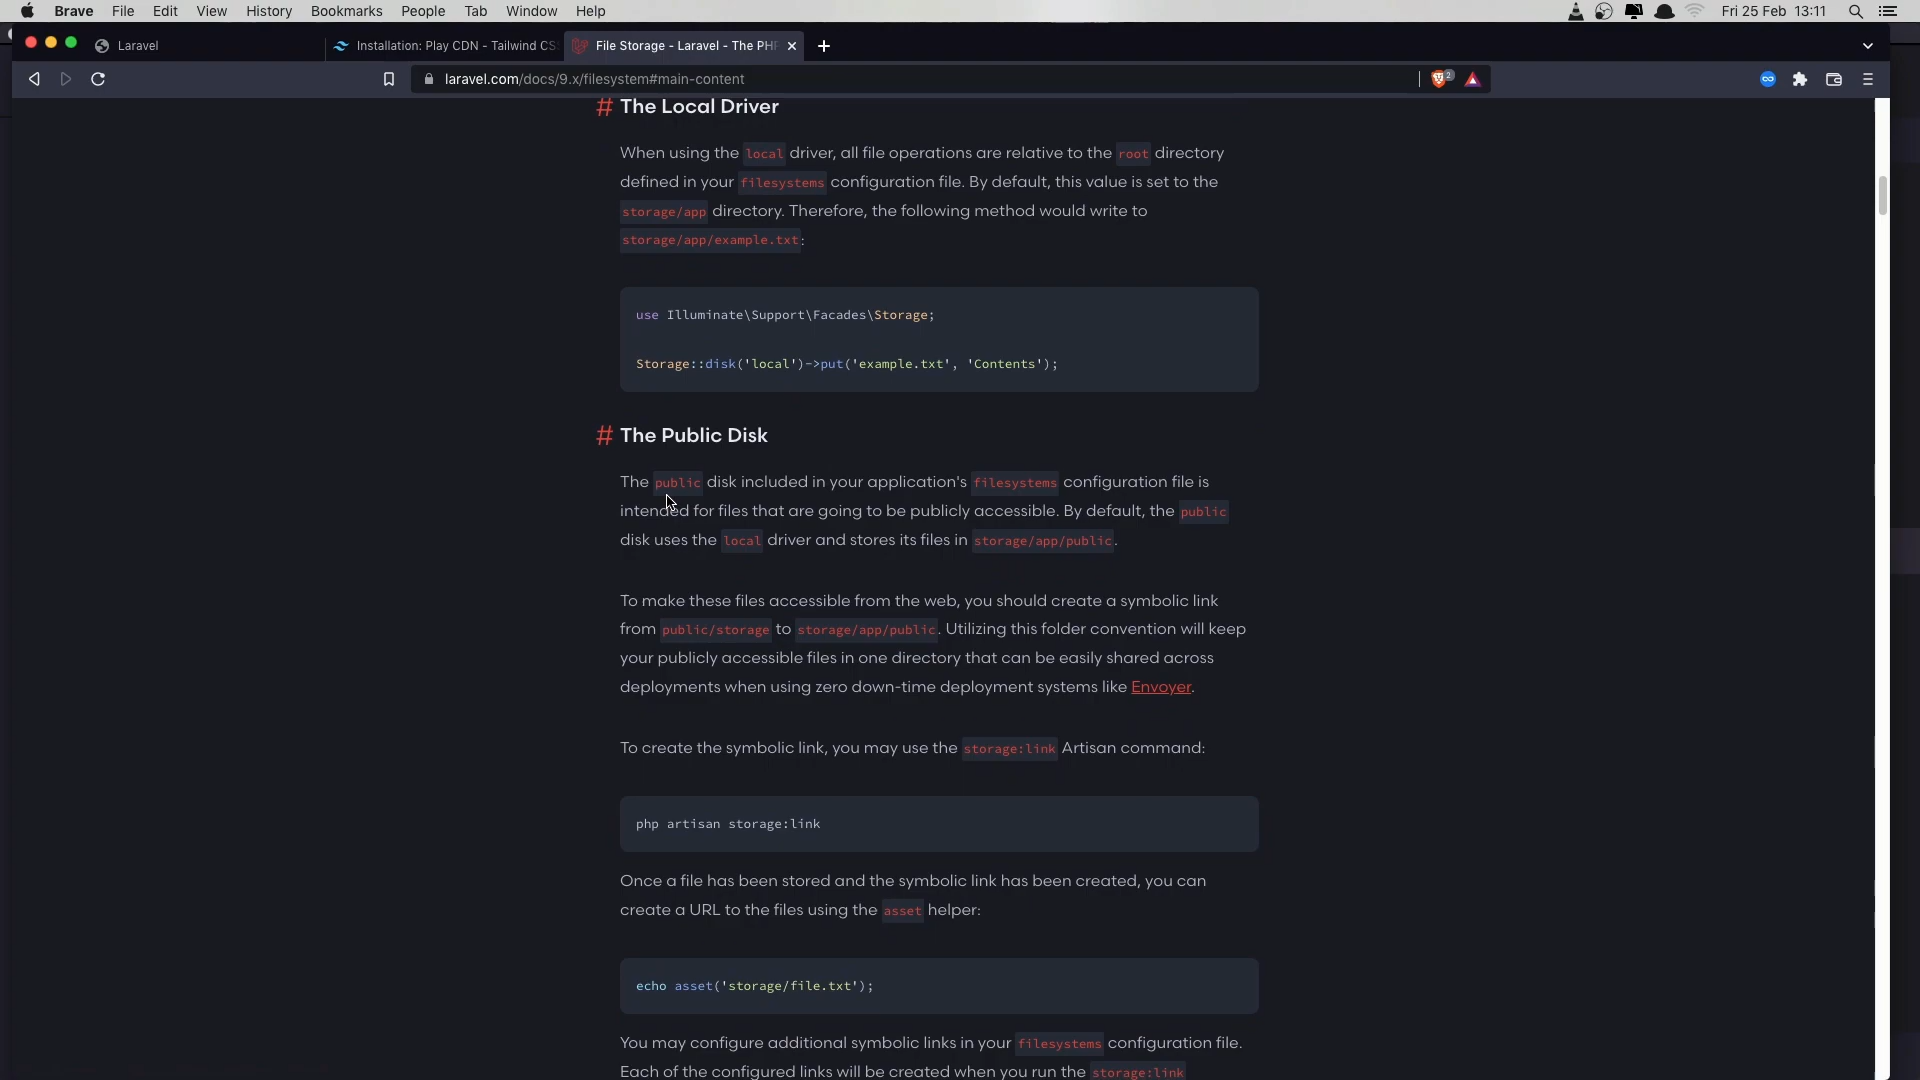 Brave File Edit View History Bookmarks People Tab Window Help Fri 25 Feb 13:11
Laravel Installation: Play CDN - Tailwind CS File Storage - Laravel - The PH
laravel.com/docs/9.x/filesystem#main-content 2
# The Local Driver
When using the local driver, all file operations are relative to the root directory
defined in your filesystems configuration file. By default, this value is set to the
storage/app directory. Therefore, the following method would write to
storage/app/example.txt:
use Illuminate\Support\Facades\Storage;
Storage::disk('local')->put('example.txt', 'Contents');
# The Public Disk
The public disk included in your application's filesystems configuration file is
intended for files that are going to be publicly accessible. By default, the public
disk uses the local driver and stores its files in storage/app/public.
To make these files accessible from the web, you should create a symbolic link
from public/storage to storage/app/public. Utilizing this folder convention will keep
your publicly accessible files in one directory that can be easily shared across
deployments when using zero down-time deployment systems like Envoyer.
To create the symbolic link, you may use the storage:link Artisan command:
php artisan storage:link
Once a file has been stored and the symbolic link has been created, you can
create a URL to the files using the asset helper:
echo asset('storage/file.txt');
You may configure additional symbolic links in your filesystems configuration file.
Each of the configured links will be created when you run the storage:link